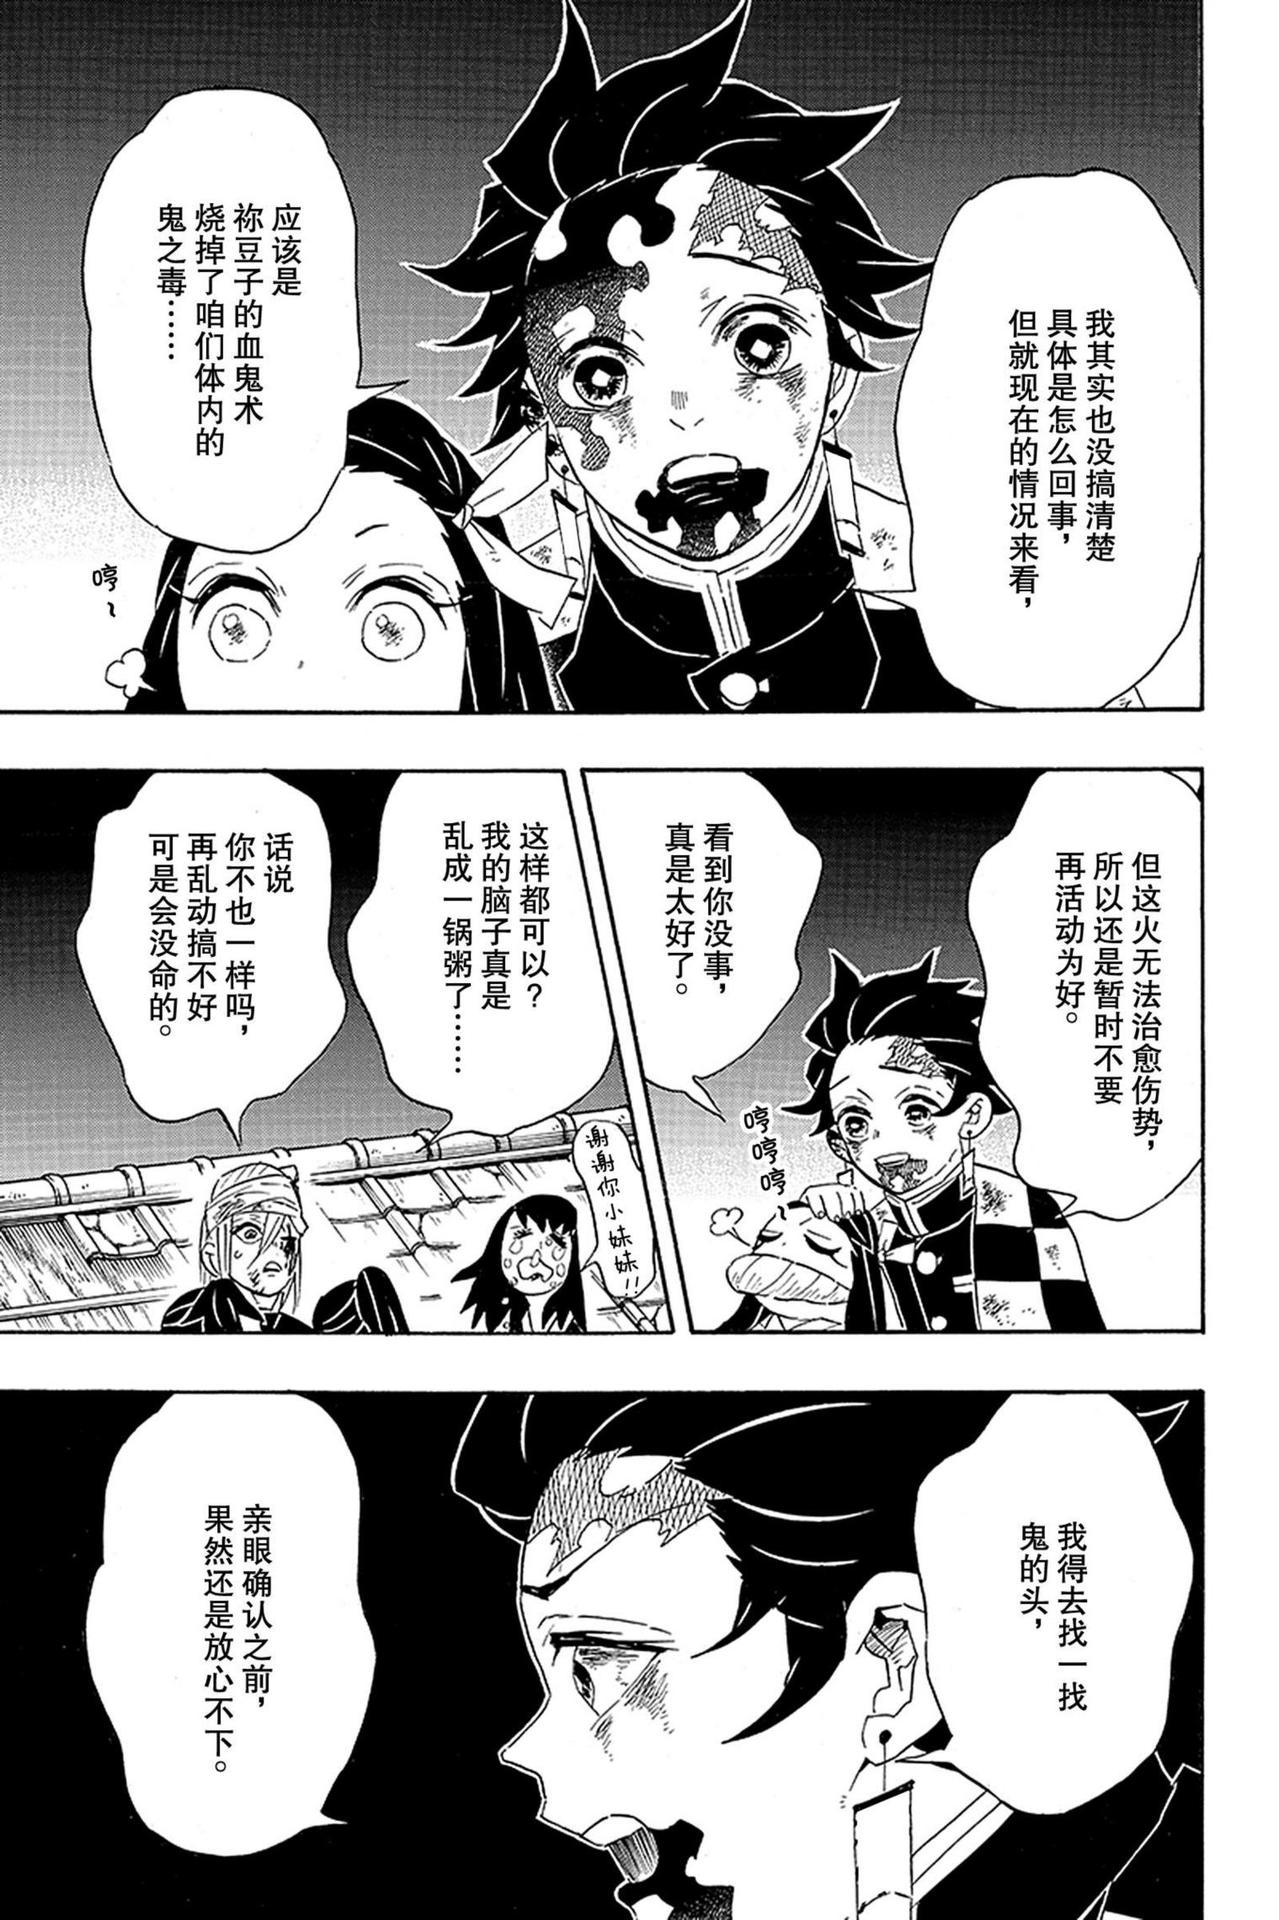 我其实也没搞清楚
具体是怎么回事，
但就现在的情况来看，
应该是
祢豆子的血鬼术
烧掉了咱们体内的
鬼之毒……
哼~
但这火无法治愈伤势，
所以还是暂时不要
再活动为好。
看到你没事，
真是太好了。
哼哼哼~
谢谢你小妹妹!!
这样都可以？
我的脑子真是
乱成一锅粥了……
话说
你不也一样吗，
再乱动搞不好
可是会没命的。
我得去找一找
鬼的头，
亲眼确认之前，
果然还是放心不下。